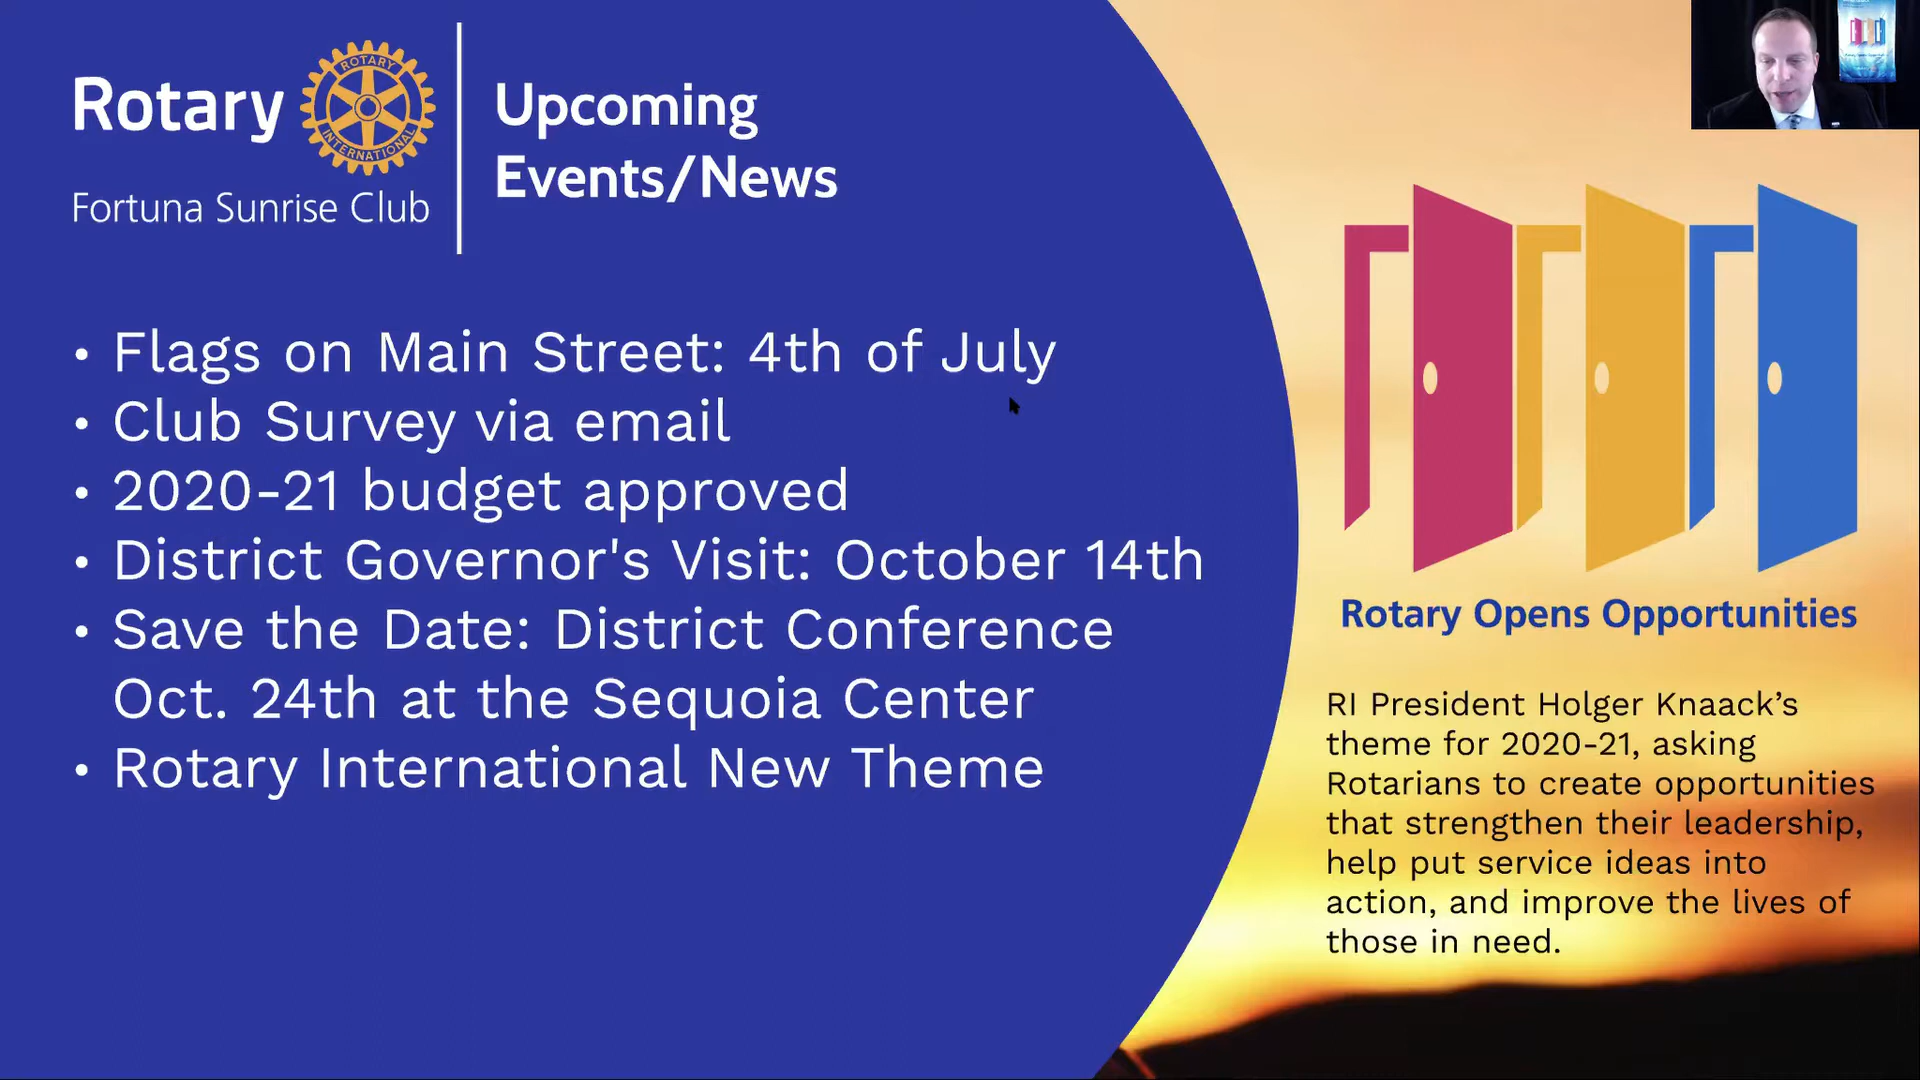 Rotary
ROTARY
INTERNATIONAL
Fortuna Sunrise Club
Upcoming
Events/News
• Flags on Main Street: 4th of July
• Club Survey via email
• 2020-21 budget approved
• District Governor's Visit: October 14th
• Save the Date: District Conference
Oct. 24th at the Sequoia Center
• Rotary International New Theme
Rotary Opens Opportunities
RI President Holger Knaack’s
theme for 2020-21, asking
Rotarians to create opportunities
that strengthen their leadership,
help put service ideas into
action, and improve the lives of
those in need.